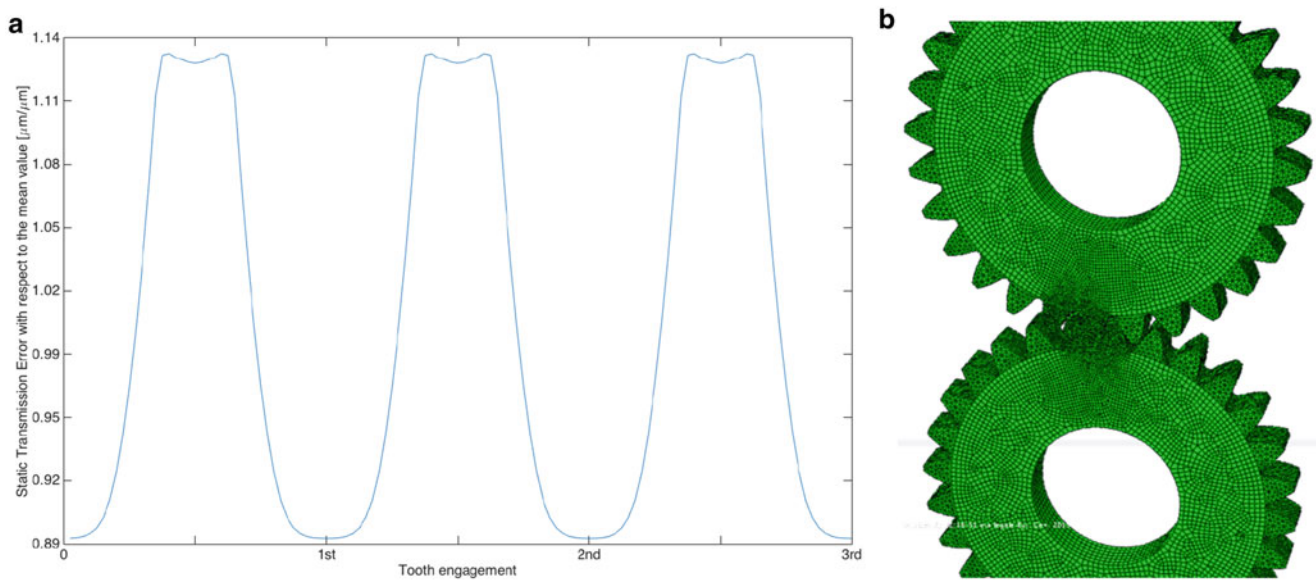 a
b
Static Transmission Error with respect to the mean value [μm/μm]
1.14
1.11
1.08
1.05
1.02
0.99
0.95
0.92
0.89
0
1st
2nd
3rd
Tooth engagement